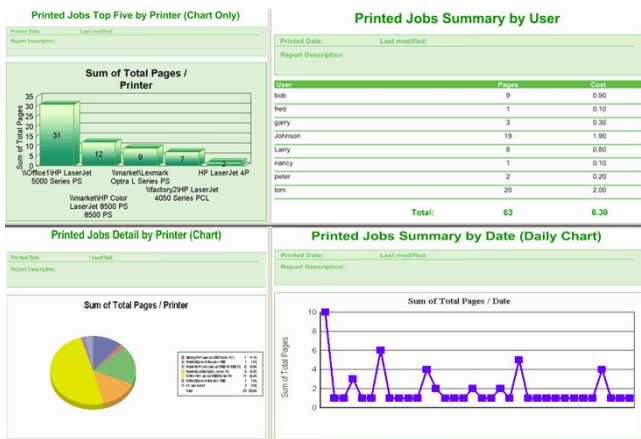 Printed Jobs Top Five by Printer (Chart Only)
Printed Date: Last modified:
Report Description:
Sum of Total Pages /
Printer
Sum of Total Pages
35
30
25
20
15
10
5
0
31
12
9
7
\\Office1\HP LaserJet
5000 Series PS
\\market\HP Color
LaserJet 8500 PS
8500 PS
\\market\Lexmark
Optra L Series PS
\\factory2\HP LaserJet
4050 Series PCL
HP LaserJet 4P
Printed Jobs Summary by User
Printed Date: Last modified:
Report Description:
User Pages Cost
bob 9 0.90
fred 1 0.10
garry 3 0.30
Johnson 19 1.90
Larry 8 0.80
nancy 1 0.10
peter 2 0.20
tom 20 2.00
Total: 63 6.30
Printed Jobs Detail by Printer (Chart)
Printed Date modified:
Report Description:
Sum of Total Pages / Printer
Printed Jobs Summary by Date (Daily Chart)
Printed Date: Last modified:
Report Description:
Sum of Total Pages / Date
Sum of Total Pages
10
8
6
4
2
0